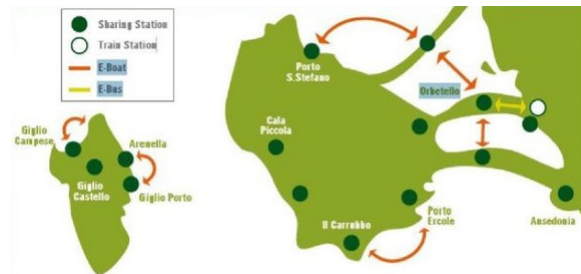 Sharing Station
Train Station
E-Boat
E-Bus
Porto
S.Stefano
Orbetello
Giglio
Campese
Arenella
Cala
Piccola
Giglio
Castello
Giglio Porto
Il Carrubbo
Porto
Ercole
Ansedonia